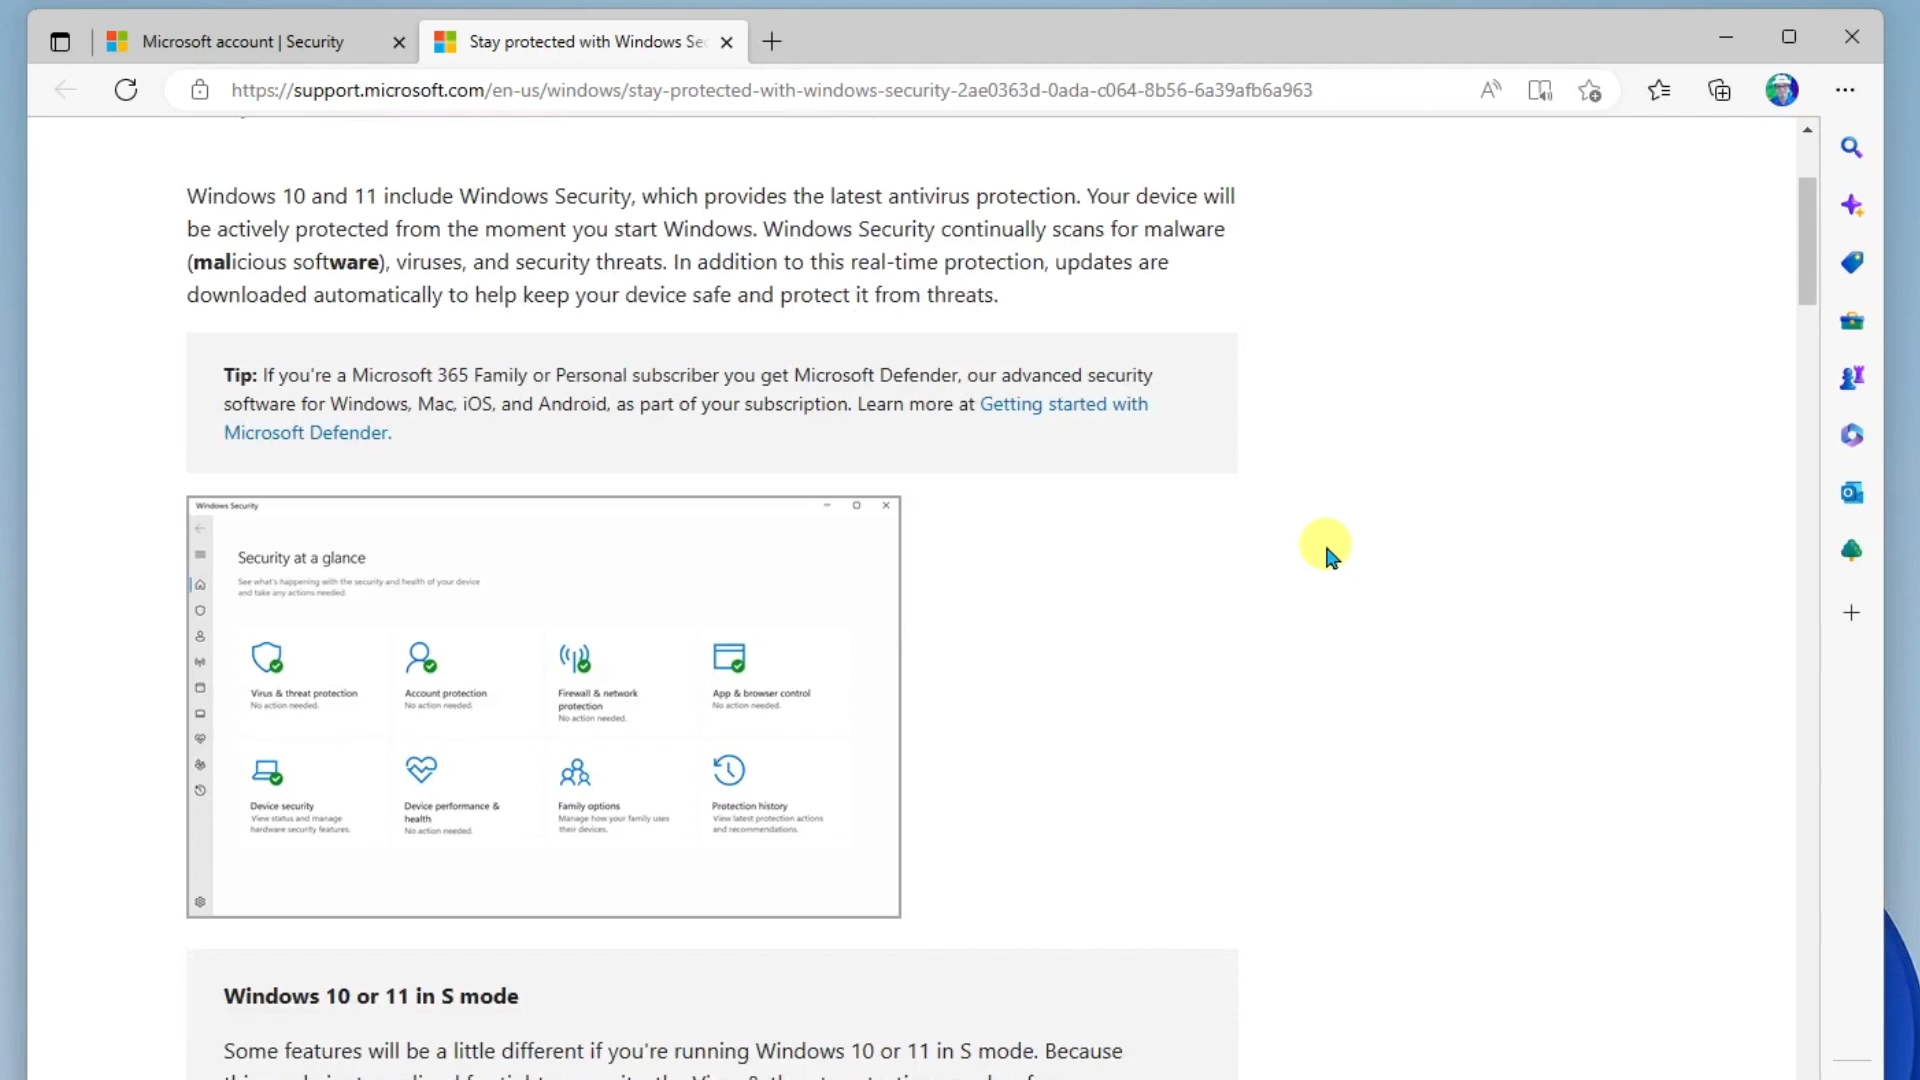 Microsoft account | Security
Stay protected with Windows Sec
https://support.microsoft.com/en-us/windows/stay-protected-with-windows-security-2ae0363d-0ada-c064-8b56-6a39afb6a963
Windows 10 and 11 include Windows Security, which provides the latest antivirus protection. Your device will
be actively protected from the moment you start Windows. Windows Security continually scans for malware
(malicious software), viruses, and security threats. In addition to this real-time protection, updates are
downloaded automatically to help keep your device safe and protect it from threats.
Tip: If you're a Microsoft 365 Family or Personal subscriber you get Microsoft Defender, our advanced security
software for Windows, Mac, iOS, and Android, as part of your subscription. Learn more at Getting started with
Microsoft Defender.
Windows Security
Security at a glance
See what's happening with the security and health of your device
and take any actions needed.
Virus & threat protection
No action needed.
Account protection
No action needed.
Firewall & network
protection
No action needed.
App & browser control
No action needed.
Device security
View status and manage
hardware security features.
Device performance &
health
No action needed.
Family options
Manage how your family uses
their devices.
Protection history
View latest protection actions
and recommendations.
Windows 10 or 11 in S mode
Some features will be a little different if you're running Windows 10 or 11 in S mode. Because